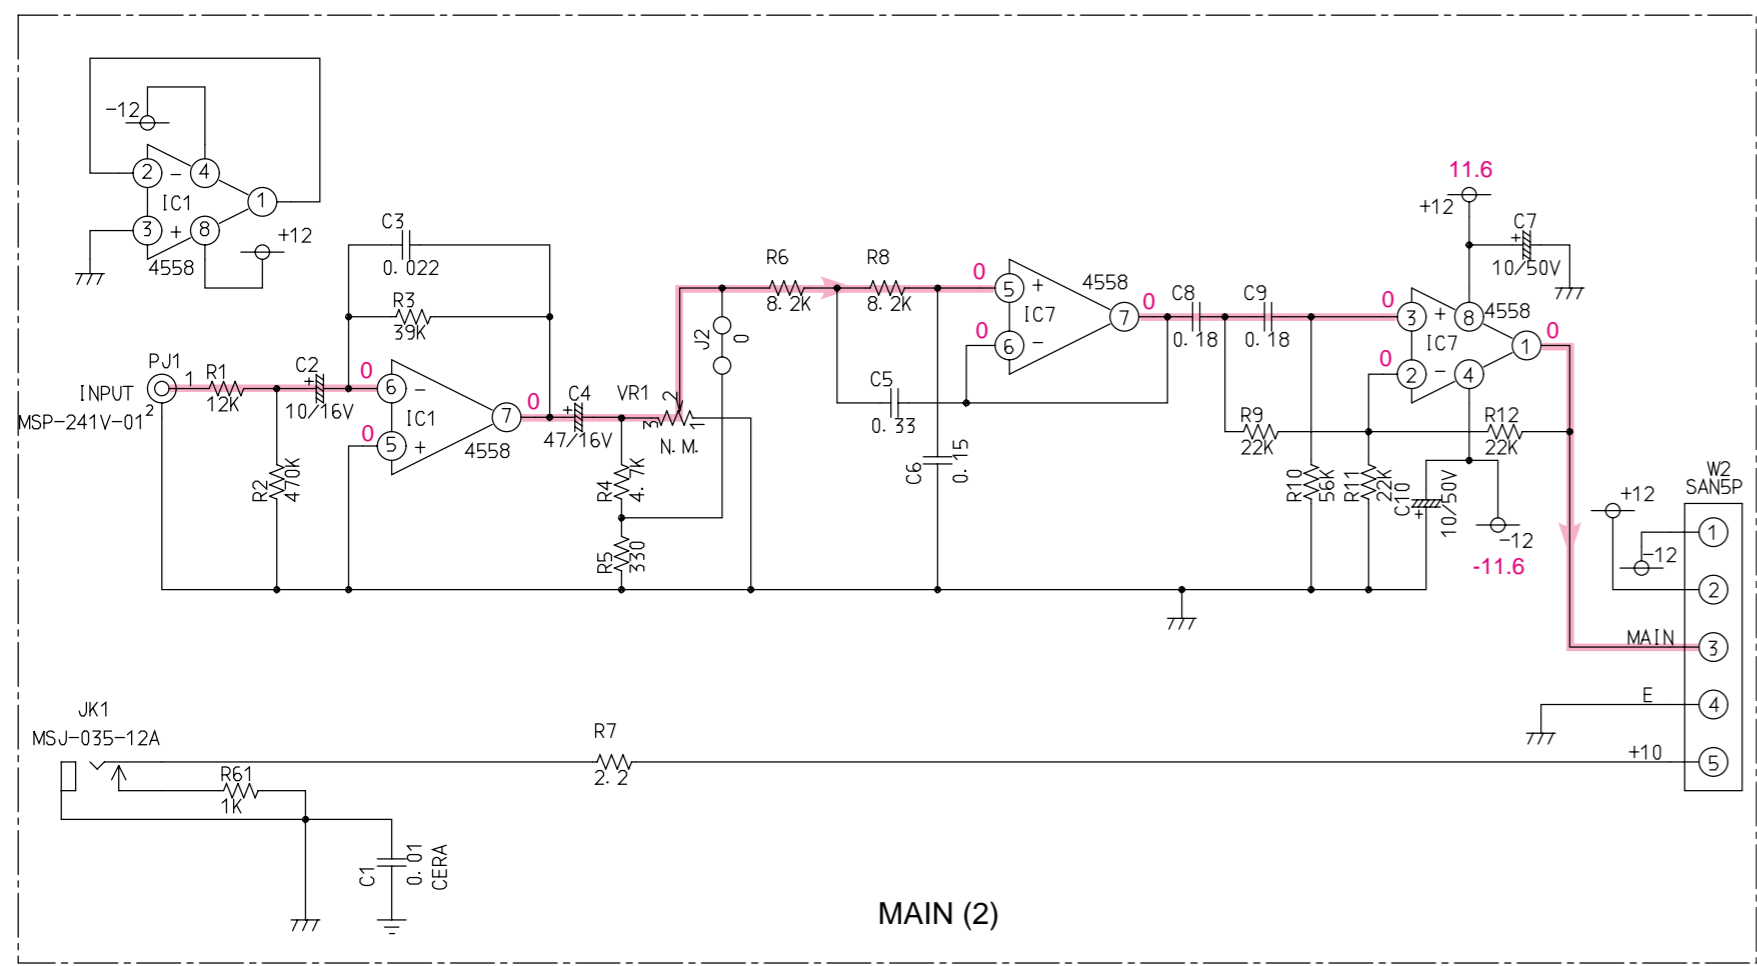 -12
2
-
4
IC1
1
3
+
8
+12
4558
C3
0.022
R3
39K
PJ1
INPUT
1
MSP-241V-01
2
R1
12K
C2
+
10/16V
0
6
-
IC1
7
0
0
5
+
4558
R2
470K
C4
+
47/16V
VR1
2
3
1
N.M.
R4
4.7K
R5
330
J2
0
R6
8.2K
R8
8.2K
0
5
+
4558
IC7
7
0
0
6
-
C5
0.33
C6
0.15
C8
0.18
C9
0.18
11.6
+12
C7
+
10/50V
0
3
+
8
4558
IC7
1
0
0
2
-
4
R9
22K
R12
22K
R10
56K
R11
22K
C10
+
10/50V
-12
-11.6
W2
SAN5P
+12
1
-12
2
MAIN
3
E
4
+10
5
JK1
MSJ-035-12A
R61
1K
R7
2.2
C1
0.01
CERA
MAIN (2)